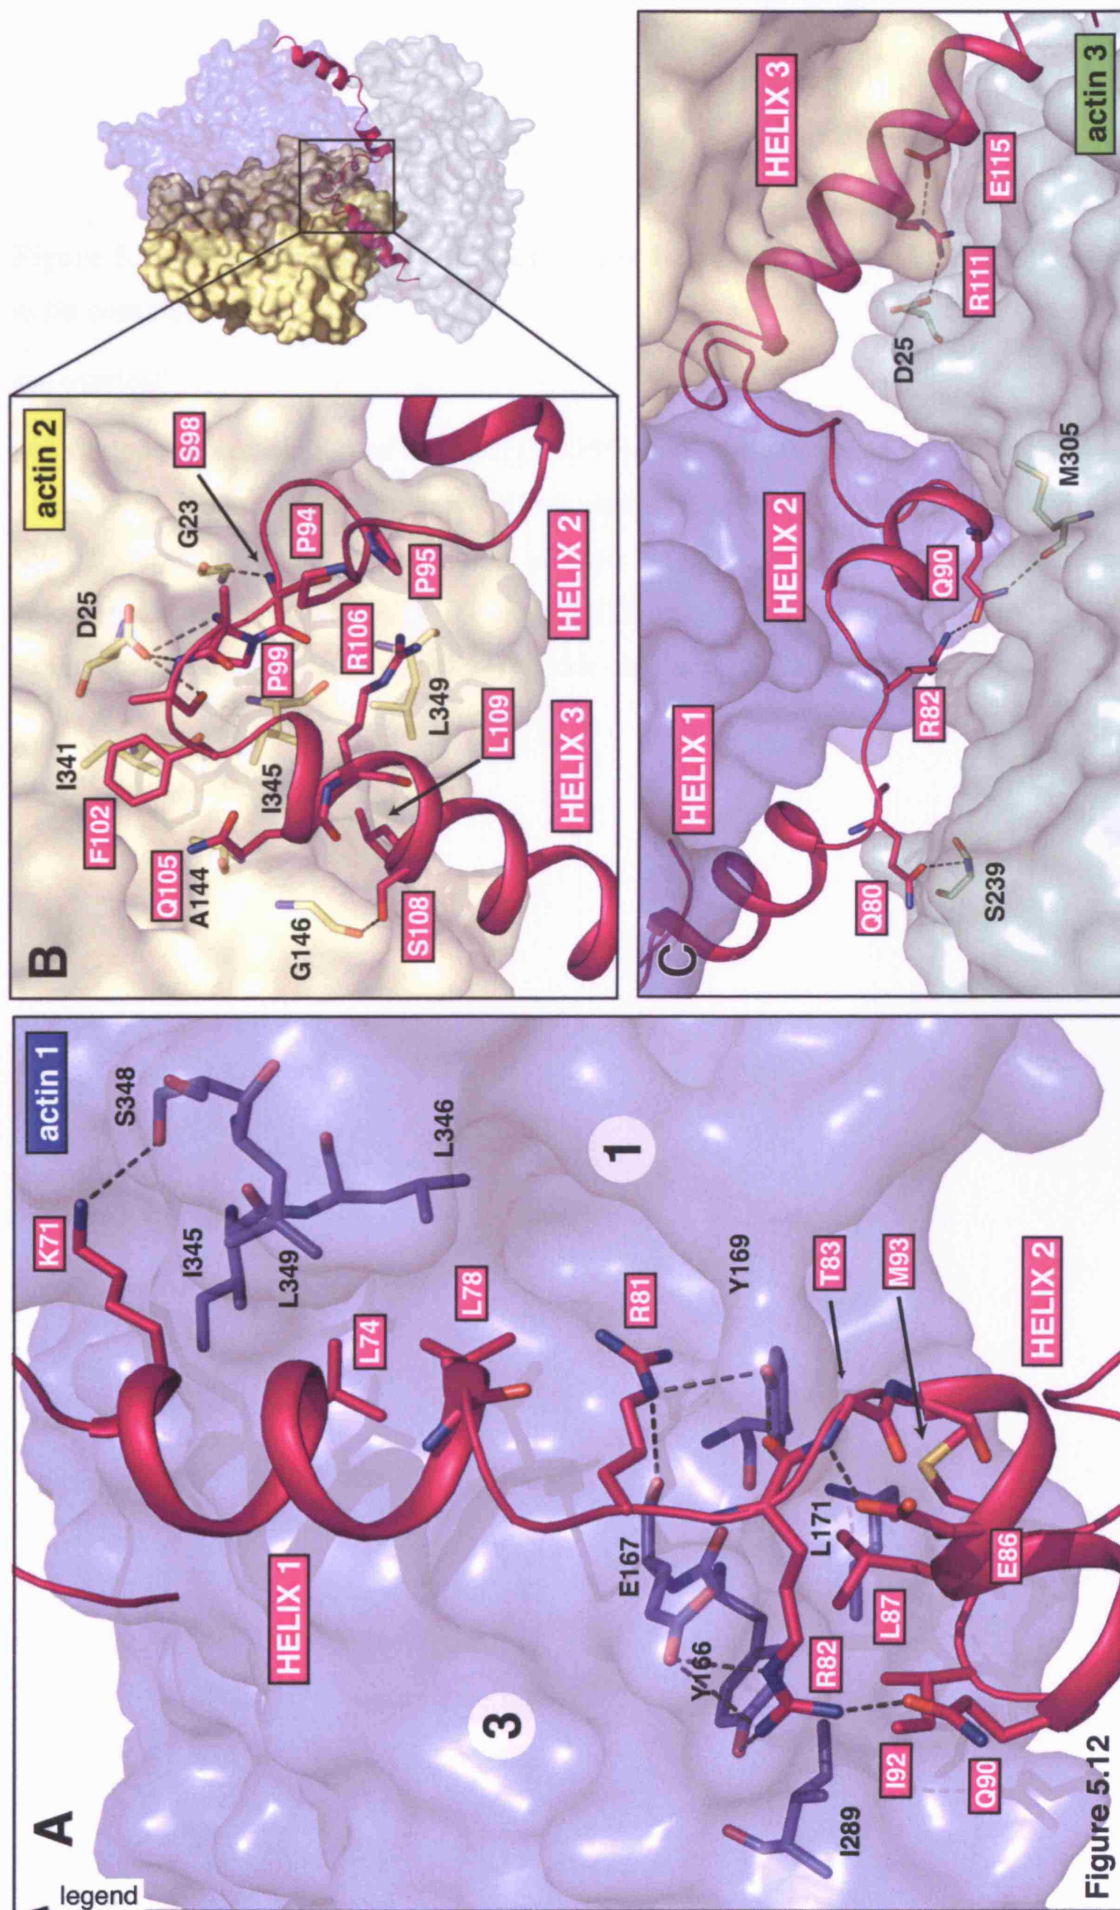 legend
A
actin 1
K71
S348
I345
L349
L346
L74
L78
HELIX 1
3
1
R81
Y169
E167
T83
M93
Y166
L171
R82
L87
E86
I289
I92
Q90
HELIX 2
Figure 5.12
B
actin 2
D25
G23
S98
I341
F102
P99
P94
P95
R106
Q105
A144
I345
L349
G146
S108
L109
HELIX 3
HELIX 2
C
HELIX 1
HELIX 2
HELIX 3
Q80
R82
Q90
S239
M305
D25
R111
E115
actin 3